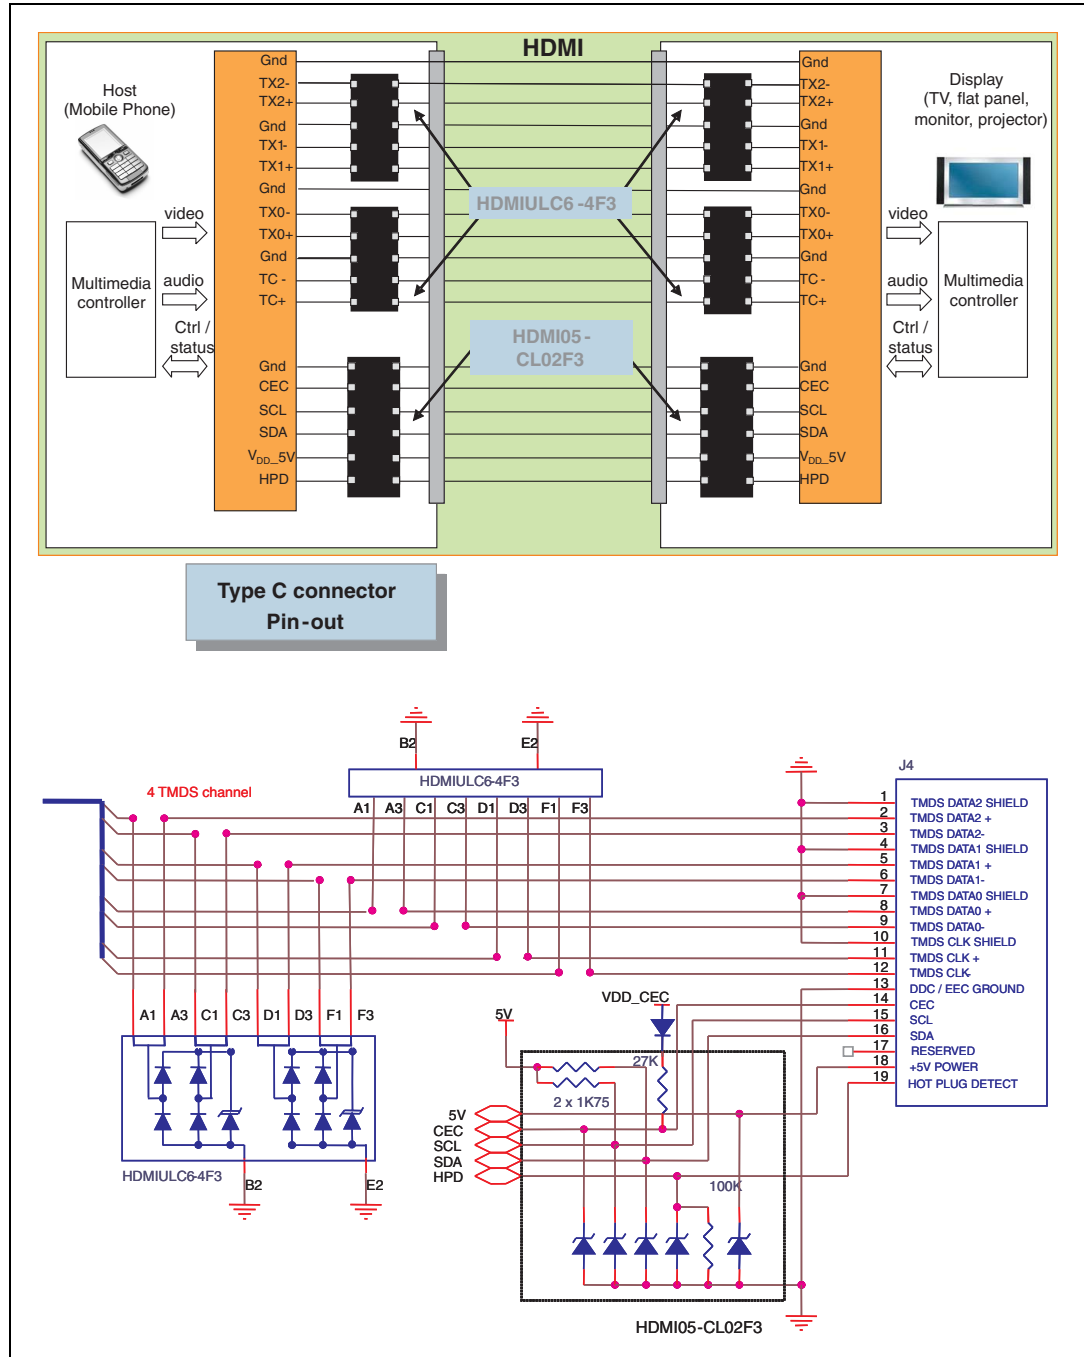 HDMI
Host
(Mobile Phone)
video
Multimedia
controller
audio
Ctrl /
status
Gnd
TX2-
TX2+
Gnd
TX1-
TX1+
Gnd
TX0-
TX0+
Gnd
TC -
TC+
Gnd
CEC
SCL
SDA
VDD_5V
HPD
HDMIULC6 -4F3
HDMI05 -
CL02F3
Gnd
TX2-
TX2+
Gnd
TX1-
TX1+
Gnd
TX0-
TX0+
Gnd
TC -
TC+
Gnd
CEC
SCL
SDA
VDD_5V
HPD
Display
(TV, flat panel,
monitor, projector)
video
audio
Multimedia
controller
Ctrl /
status
Type C connector
Pin-out
B2
E2
HDMIULC6-4F3
A1 A3 C1 C3 D1 D3 F1 F3
4 TMDS channel
J4
1 TMDS DATA2 SHIELD
2 TMDS DATA2 +
3 TMDS DATA2-
4 TMDS DATA1 SHIELD
5 TMDS DATA1 +
6 TMDS DATA1-
7 TMDS DATA0 SHIELD
8 TMDS DATA0 +
9 TMDS DATA0-
10 TMDS CLK SHIELD
11 TMDS CLK +
12 TMDS CLK-
13 DDC / EEC GROUND
14 CEC
15 SCL
16 SDA
17 RESERVED
18 +5V POWER
19 HOT PLUG DETECT
A1 A3 C1 C3 D1 D3 F1 F3
HDMIULC6-4F3
B2
E2
VDD_CEC
5V
27K
2 x 1K75
5V
CEC
SCL
SDA
HPD
100K
HDMI05-CL02F3